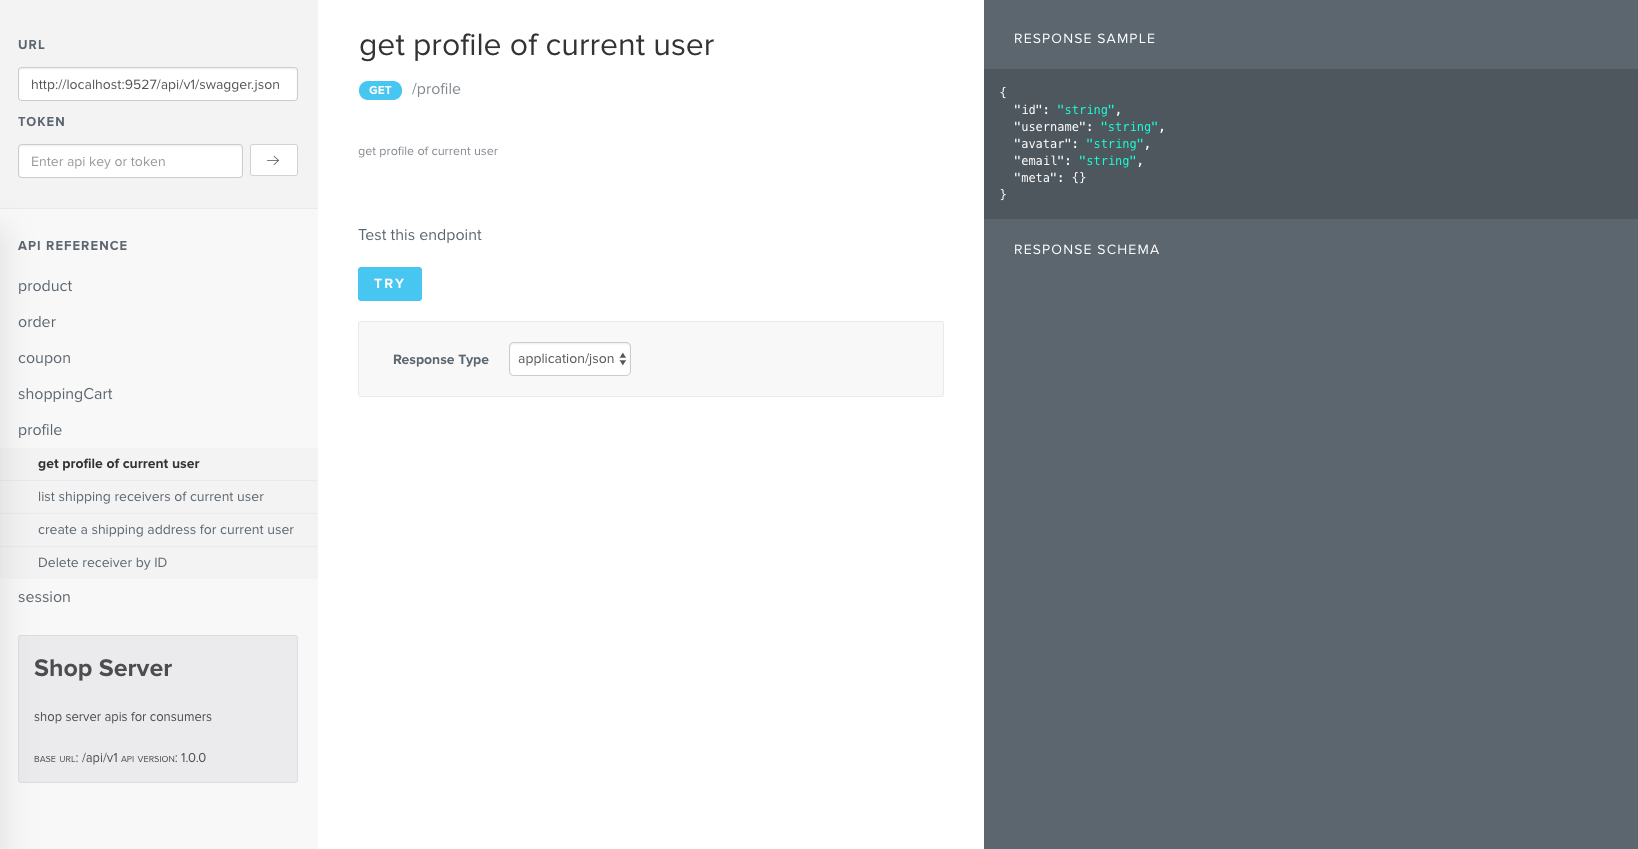 URL
http://localhost:9527/api/v1/swagger.json
TOKEN
Enter api key or token
API REFERENCE
product
order
coupon
shoppingCart
profile
get profile of current user
list shipping receivers of current user
create a shipping address for current user
Delete receiver by ID
session
Shop Server
shop server apis for consumers
BASE URL: /api/v1 API VERSION: 1.0.0
get profile of current user
GET /profile
get profile of current user
Test this endpoint
TRY
Response Type application/json
RESPONSE SAMPLE
{
"id": "string",
"username": "string",
"avatar": "string",
"email": "string",
"meta": {}
}
RESPONSE SCHEMA